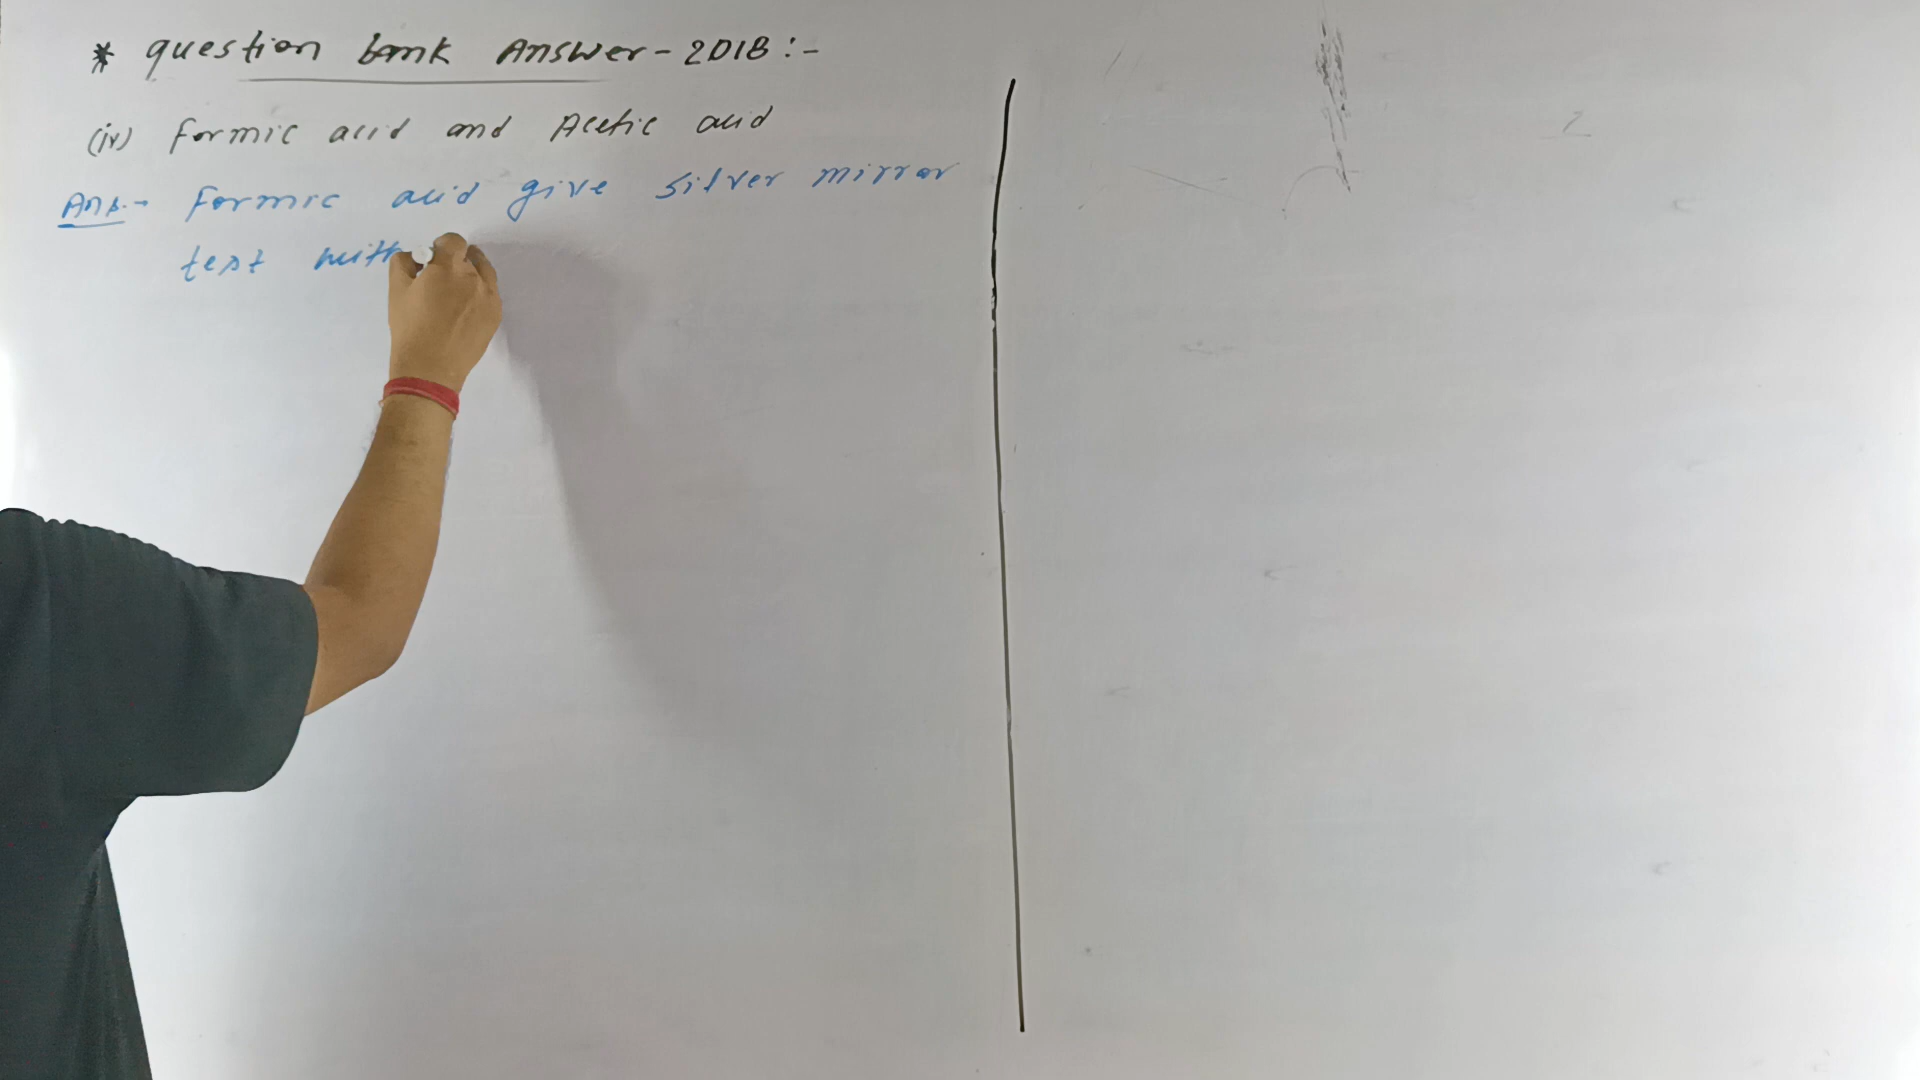 * question bank Answer - 2018 :-
(iv) Formic acid and Acetic acid
Ans:- Formic acid give silver mirror
test with